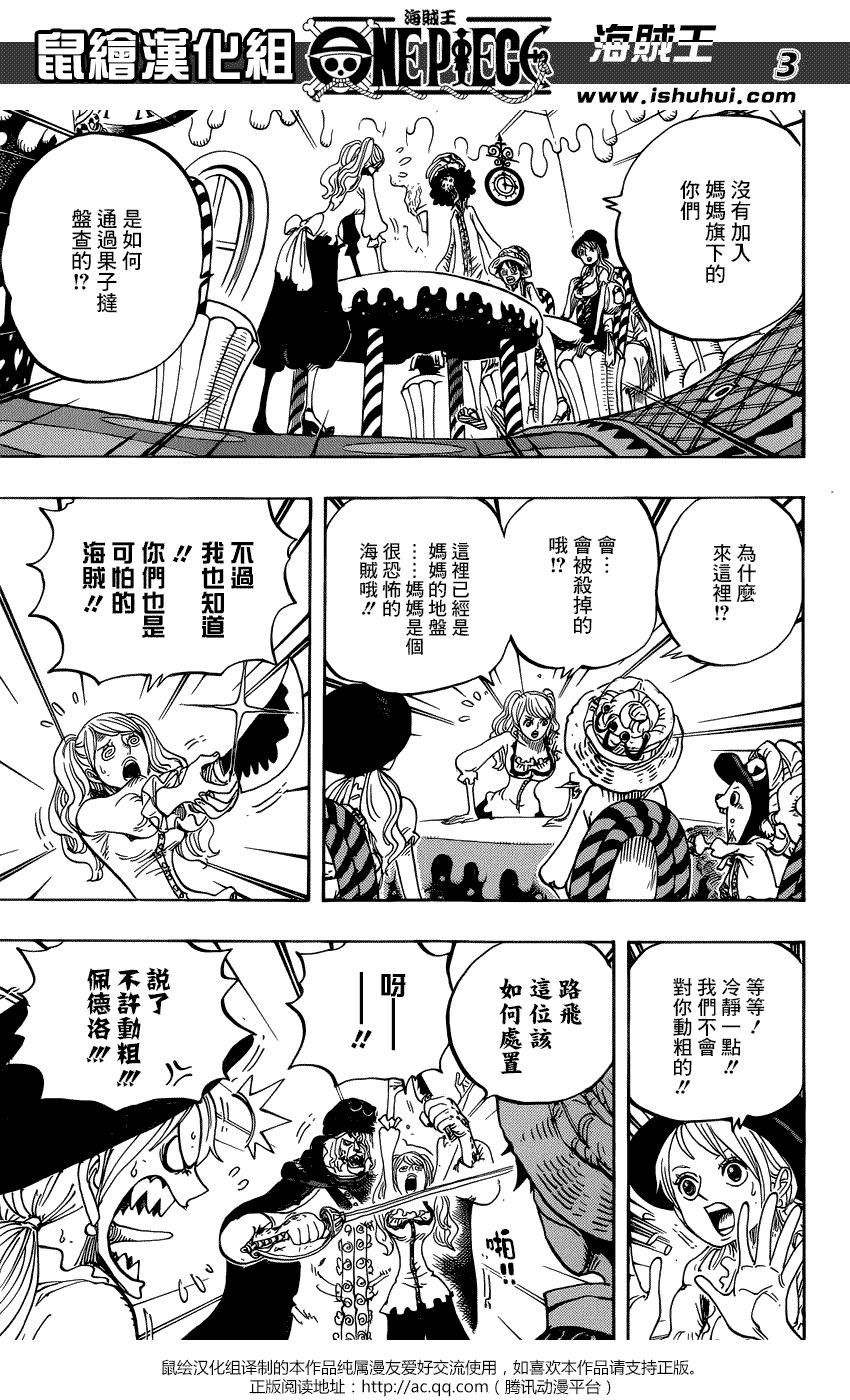 鼠繪漢化組
海賊王
ONE PIECE
海賊王
3
www.ishuhui.com
沒有加入
媽媽旗下的
你們
是如何
通過果子撻
盤查的!?
為什麼
來這裡!?
會…
會被殺掉的
哦!?
這裡已經是
媽媽的地盤
……媽媽是個
很恐怖的
海賊哦!!
不過
我也知道
!!
你們也是
可怕的
海賊!!
等等!
冷靜一點!!
我們不會
對你動粗的!!
路飛
這位該
如何處置
呀——
——!!
啪!!
説了
不許動粗!!!
佩德洛!!!
鼠绘汉化组译制的本作品纯属漫友爱好交流使用，如喜欢本作品请支持正版。
正版阅读地址：http://ac.qq.com（腾讯动漫平台）